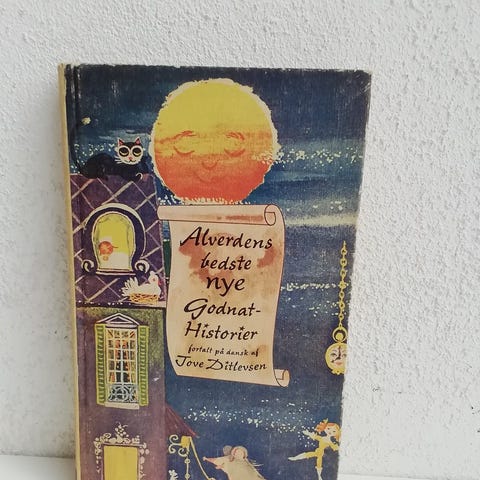 Alverdens
bedste
nye
Godnat-
Historier
fortalt på dansk af
Tove Ditlevsen